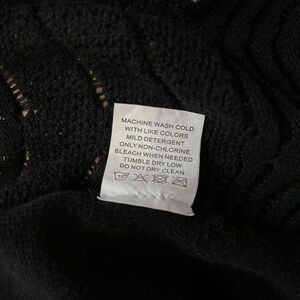 MACHINE WASH COLD
WITH LIKE COLORS
MILD DETERGENT
ONLY NON-CHLORINE
BLEACH WHEN NEEDED
TUMBLE DRY LOW
DO NOT DRY CLEAN